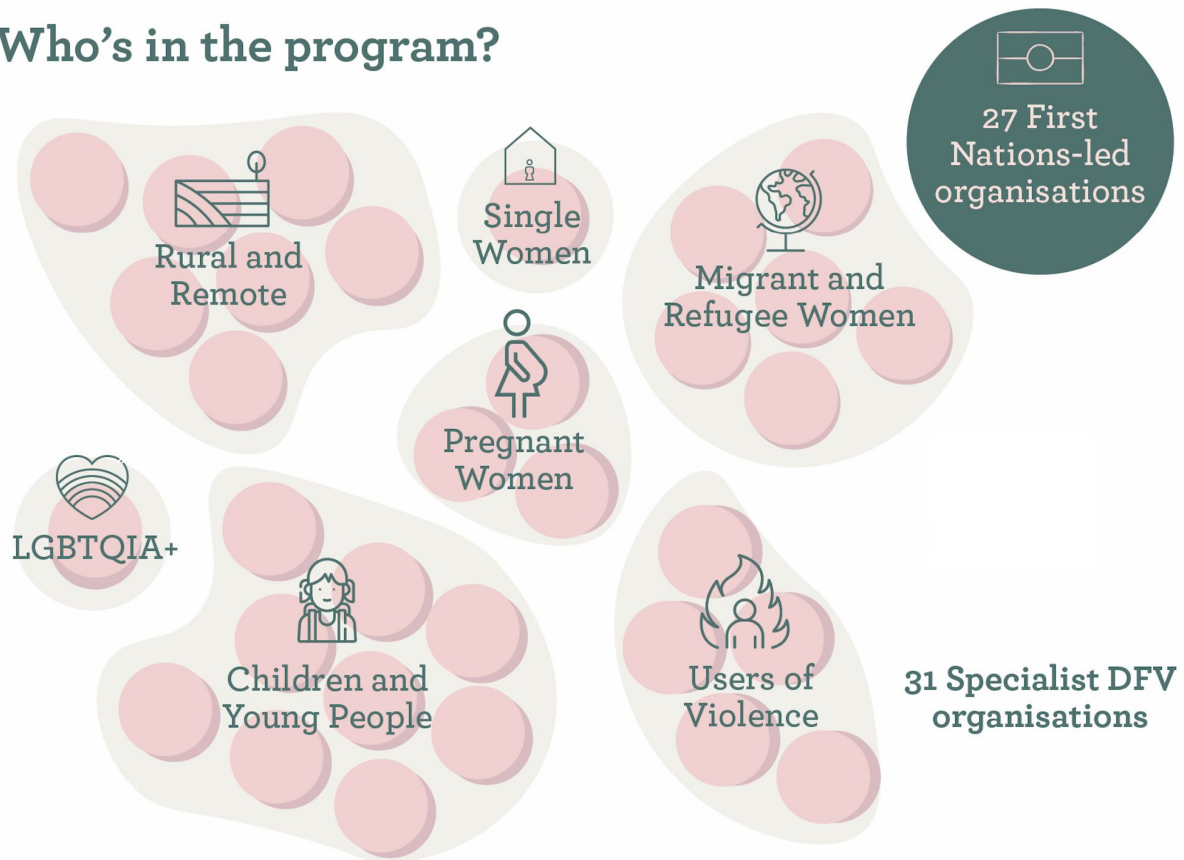 Who's in the program?
27 First
Nations-led
organisations
Rural and
Remote
Single
Women
Migrant and
Refugee Women
Pregnant
Women
LGBTQIA+
Children and
Young People
Users of
Violence
31 Specialist DFV
organisations